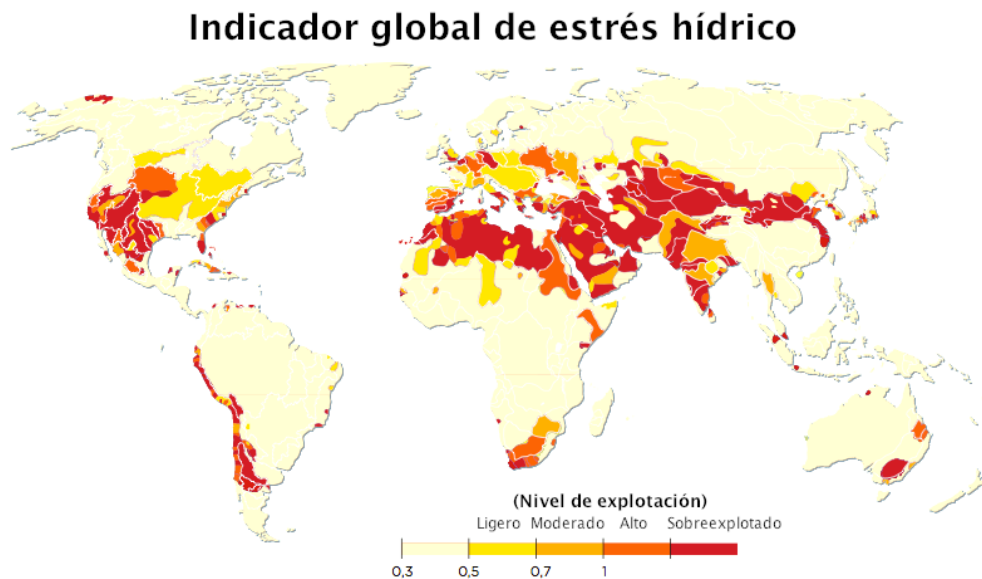 Indicador global de estrés hídrico
(Nivel de explotación)
Ligero Moderado Alto Sobreexplotado
0,3 0,5 0,7 1